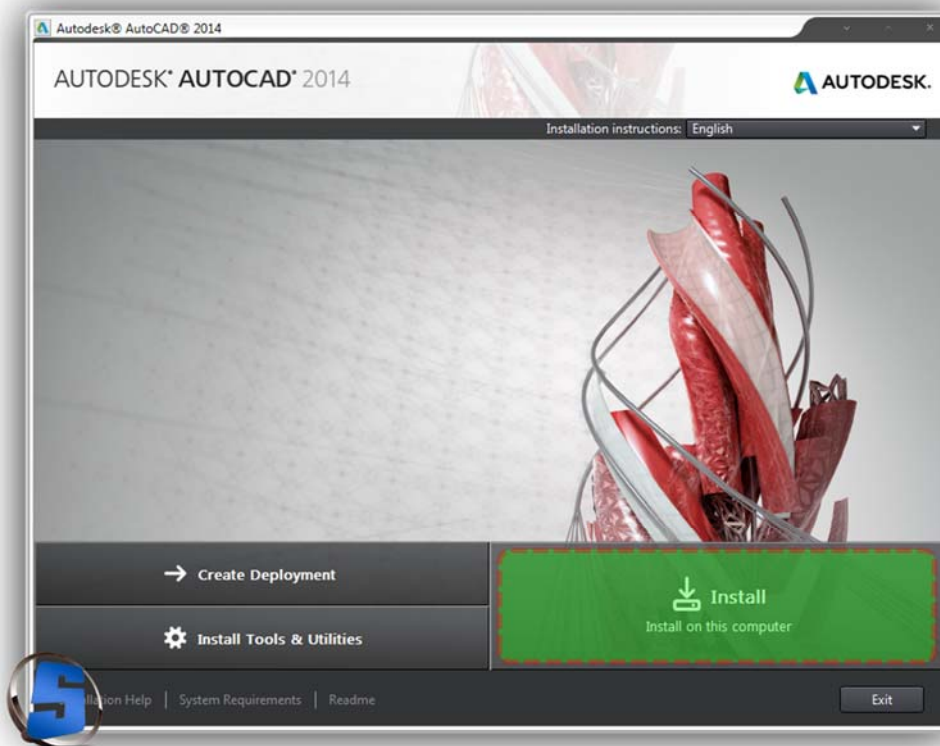 Autodesk® AutoCAD® 2014
AUTODESK® AUTOCAD® 2014
AUTODESK.
Installation instructions: English
Create Deployment
Install
Install on this computer
Install Tools & Utilities
Help | System Requirements | Readme
Exit